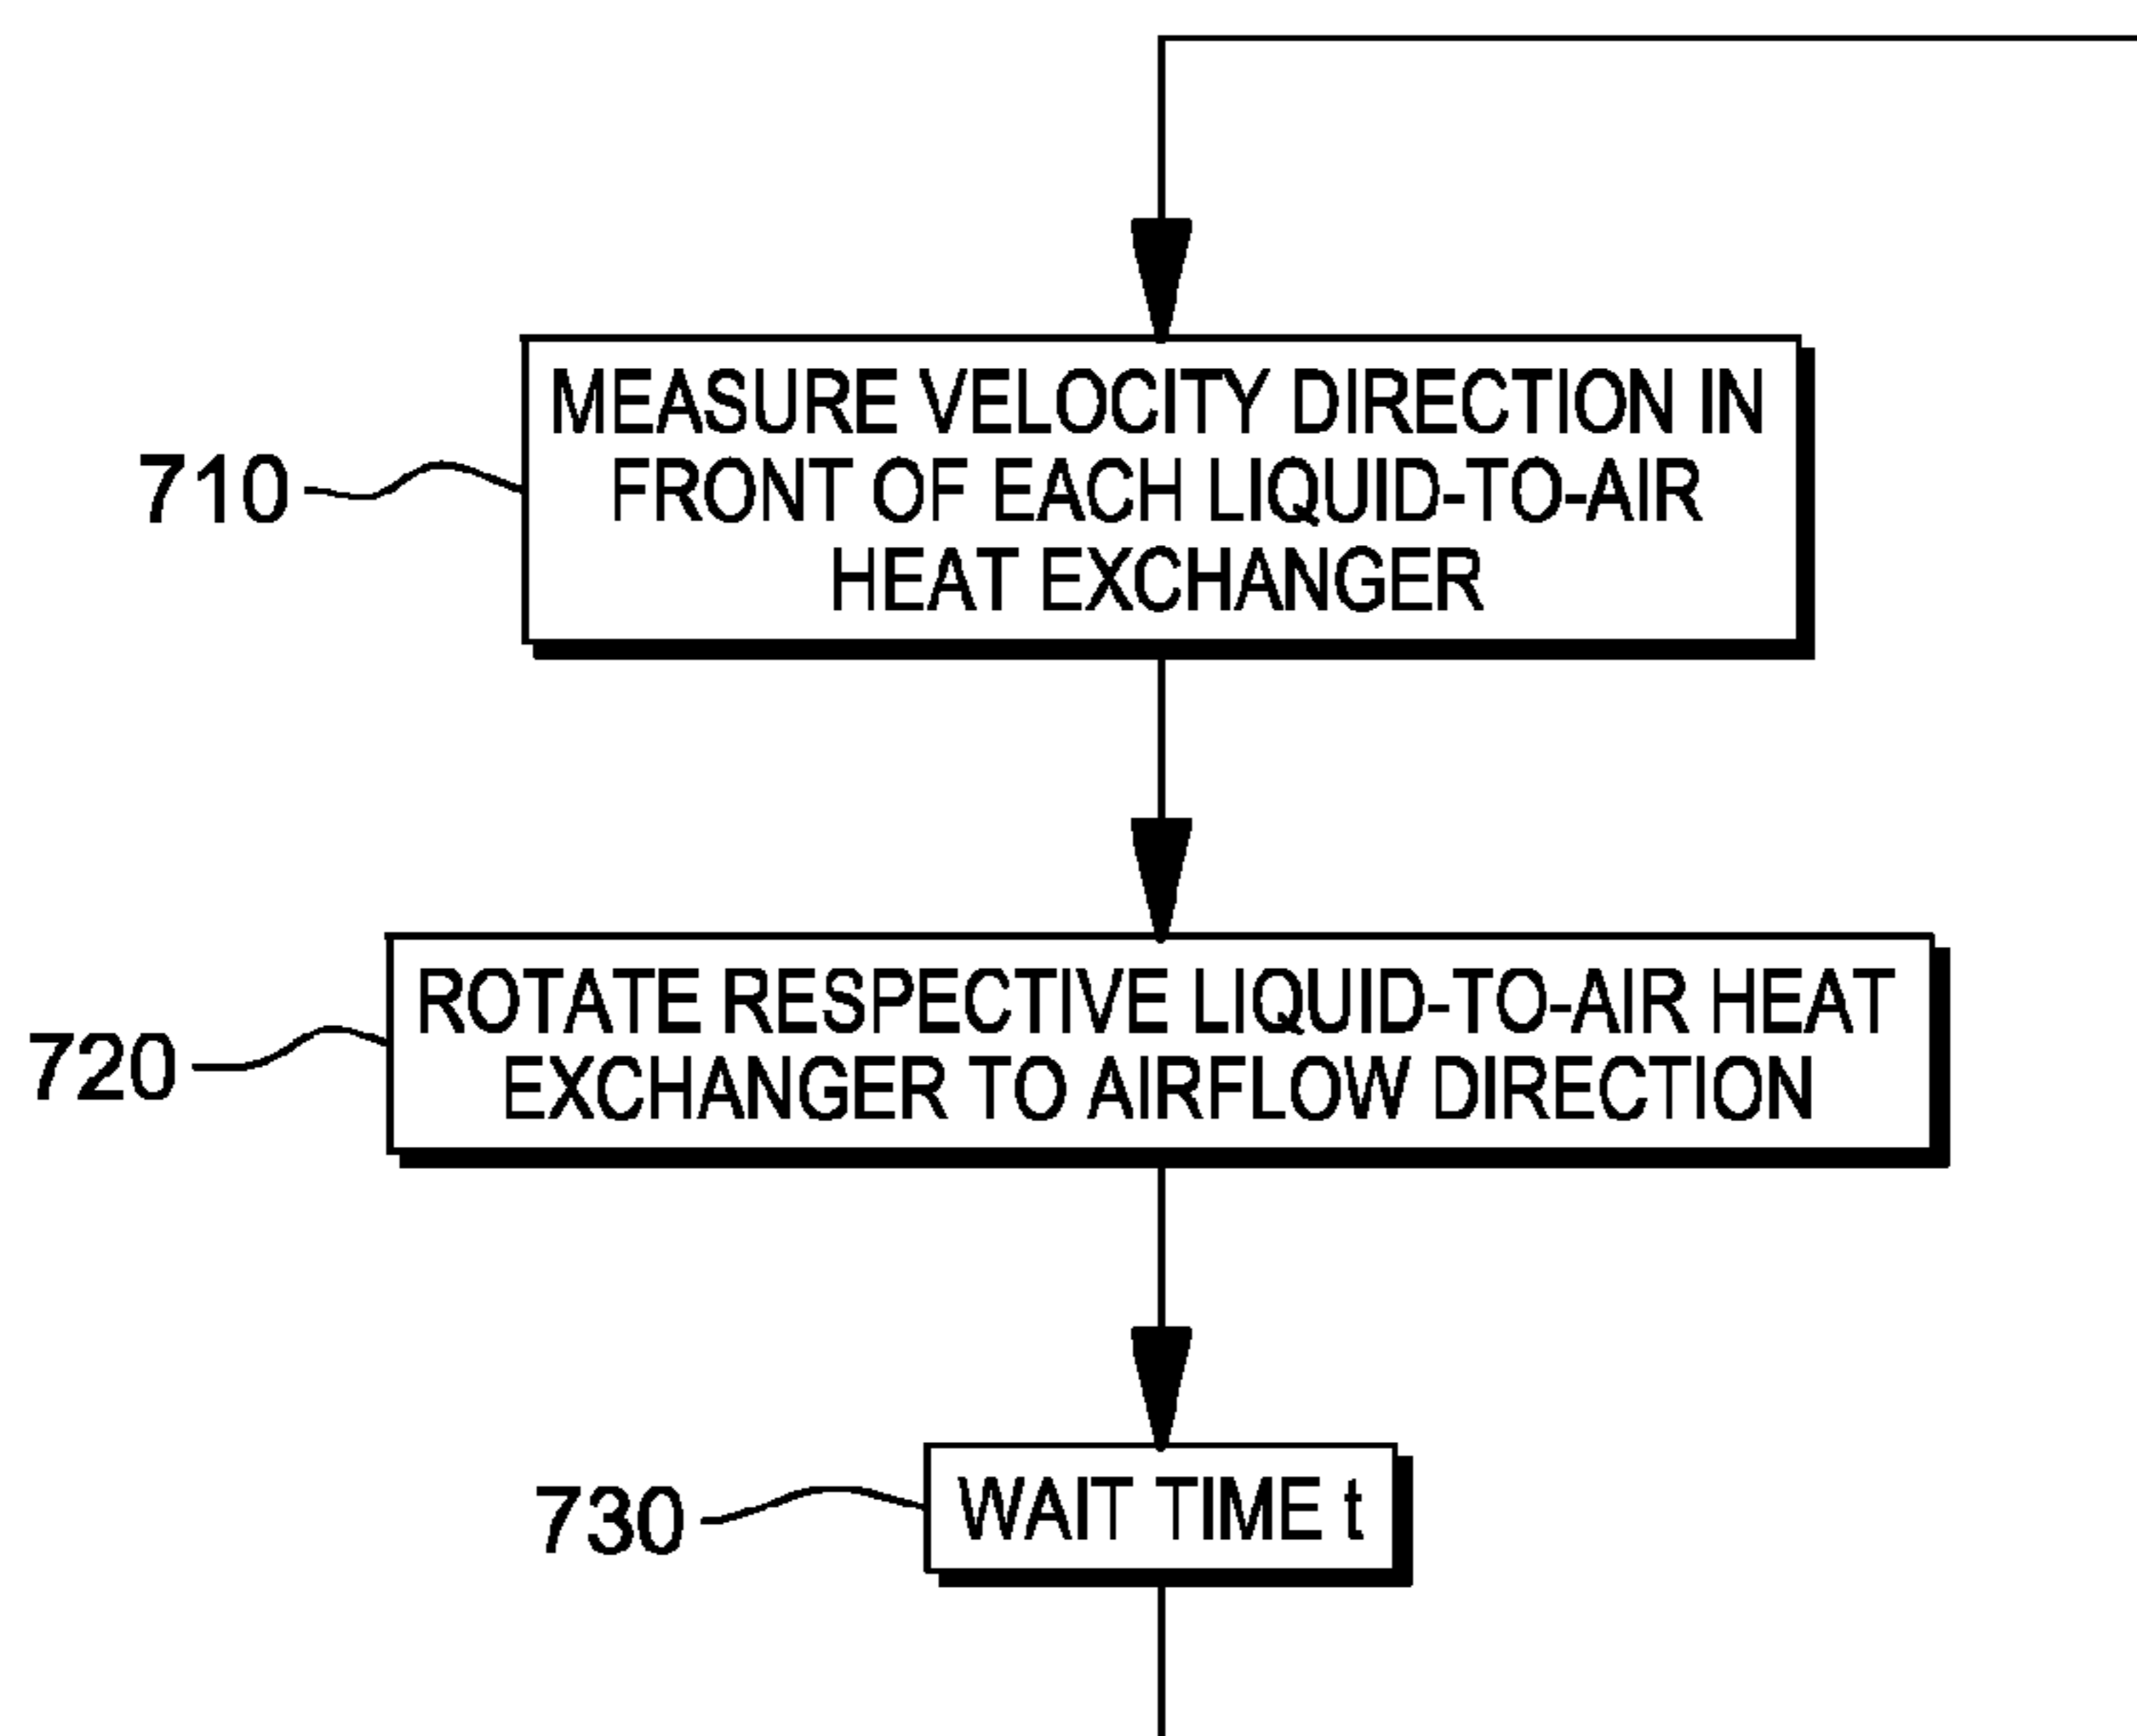 710
MEASURE VELOCITY DIRECTION IN
FRONT OF EACH LIQUID-TO-AIR
HEAT EXCHANGER
720
ROTATE RESPECTIVE LIQUID-TO-AIR HEAT
EXCHANGER TO AIRFLOW DIRECTION
730
WAIT TIME t